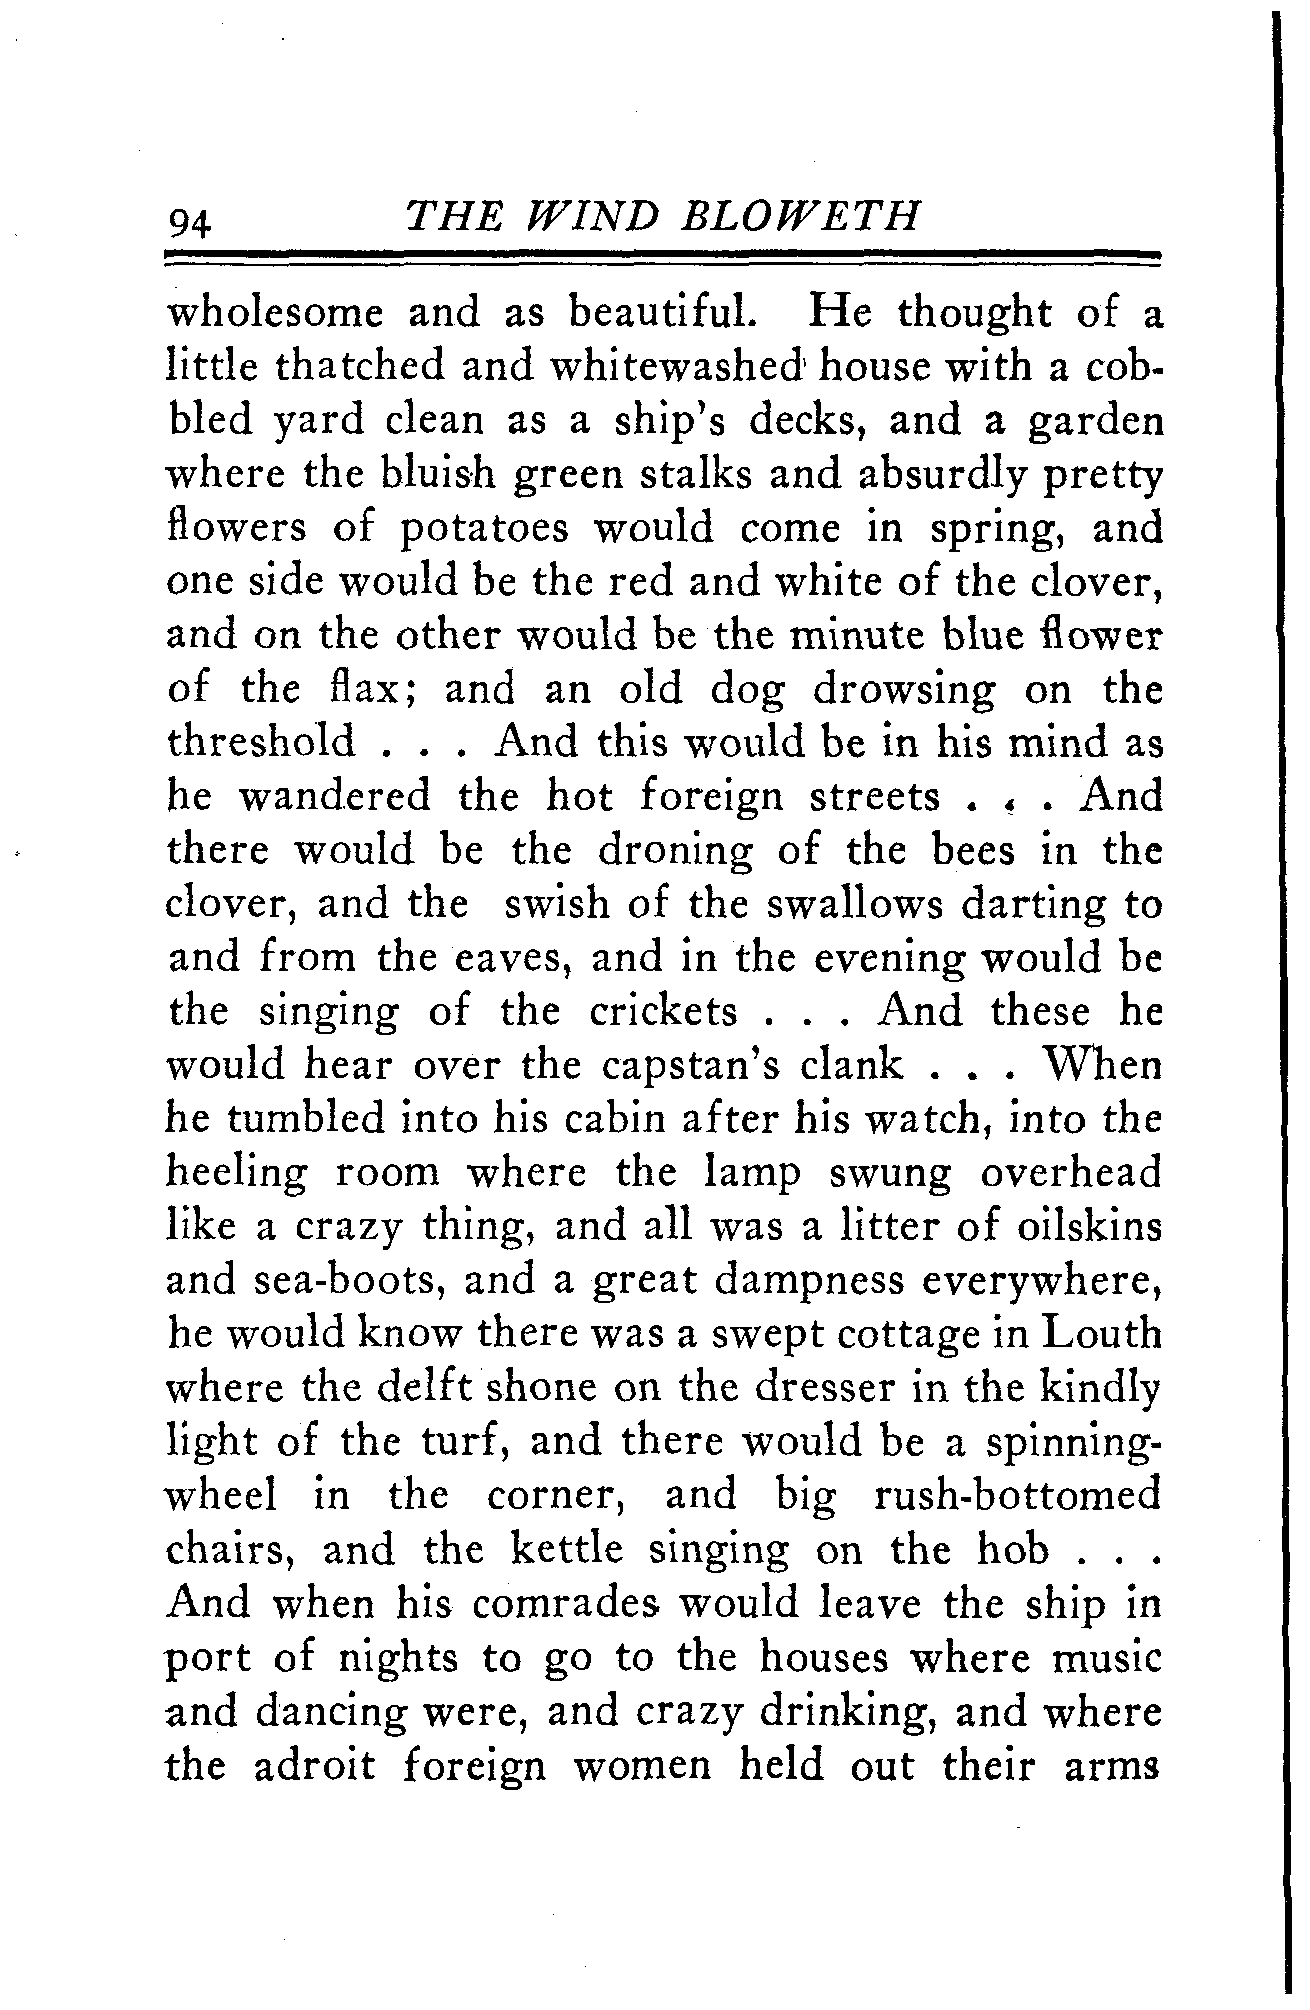 94 THE WIND BLOWETH
wholesome and as beautiful. He thought of a
little thatched and whitewashed house with a cob-
bled yard clean as a ship's decks, and a garden
where the bluish green stalks and absurdly pretty
flowers of potatoes would come in spring, and
one side would be the red and white of the clover,
and on the other would be the minute blue flower
of the flax; and an old dog drowsing on the
threshold . . . And this would be in his mind as
he wandered the hot foreign streets . . . And
there would be the droning of the bees in the
clover, and the swish of the swallows darting to
and from the eaves, and in the evening would be
the singing of the crickets . . . And these he
would hear over the capstan's clank . . . When
he tumbled into his cabin after his watch, into the
heeling room where the lamp swung overhead
like a crazy thing, and all was a litter of oilskins
and sea-boots, and a great dampness everywhere,
he would know there was a swept cottage in Louth
where the delft shone on the dresser in the kindly
light of the turf, and there would be a spinning-
wheel in the corner, and big rush-bottomed
chairs, and the kettle singing on the hob . . .
And when his comrades would leave the ship in
port of nights to go to the houses where music
and dancing were, and crazy drinking, and where
the adroit foreign women held out their arms